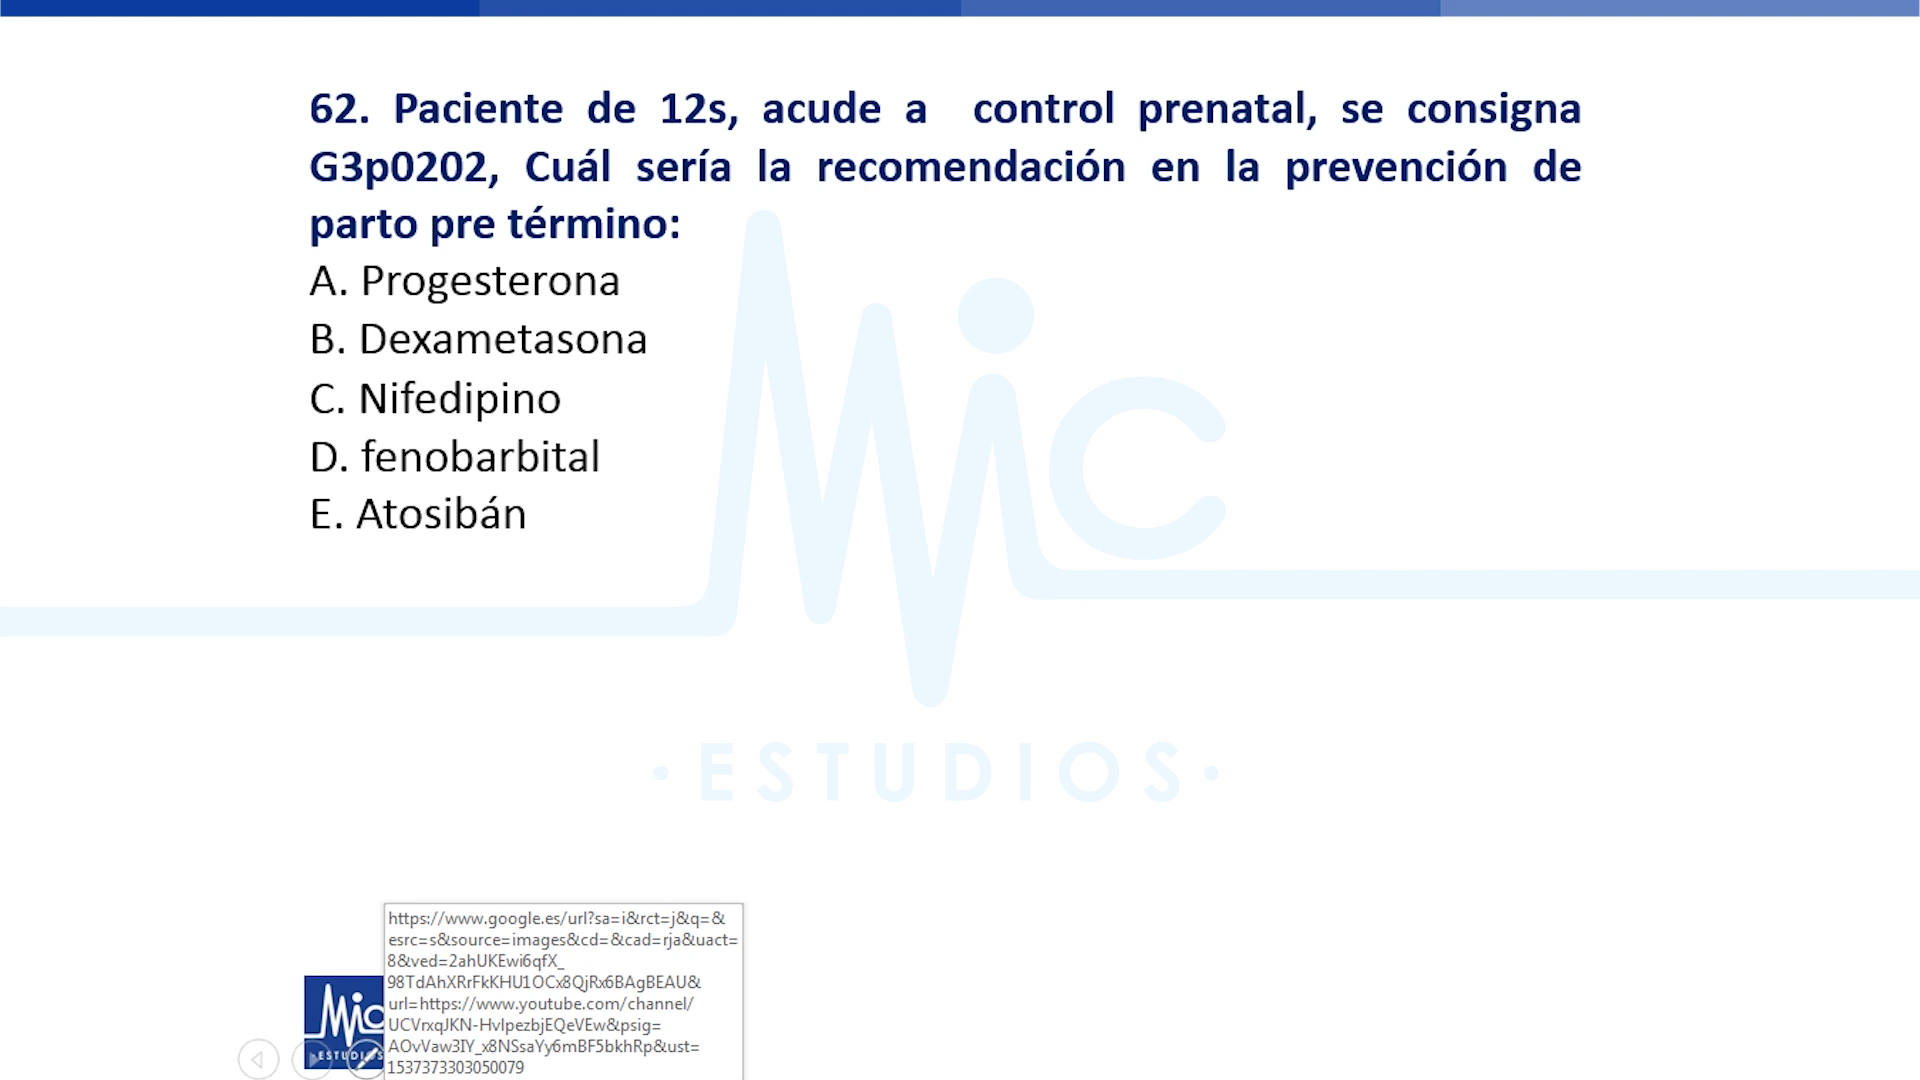 62. Paciente de 12s, acude a control prenatal, se consigna
G3p0202, Cuál sería la recomendación en la prevención de
parto pre término:
A. Progesterona
B. Dexametasona
C. Nifedipino
D. fenobarbital
E. Atosibán
Mic
· ESTUDIOS ·
https://www.google.es/url?sa=i&rct=j&q=&
esrc=s&source=images&cd=&cad=rja&uact=
8&ved=2ahUKEwi6qfX_
98TdAhXRrFkKHU1OCx8QjRx6BAgBEAU&
url=https://www.youtube.com/channel/
UCVrxqJKN-HvlpezbjEQeVEw&psig=
AOvVaw3IY_x8NSsaYy6mBF5bkhRp&ust=
1537373303050079
Mic
ESTUDIOS